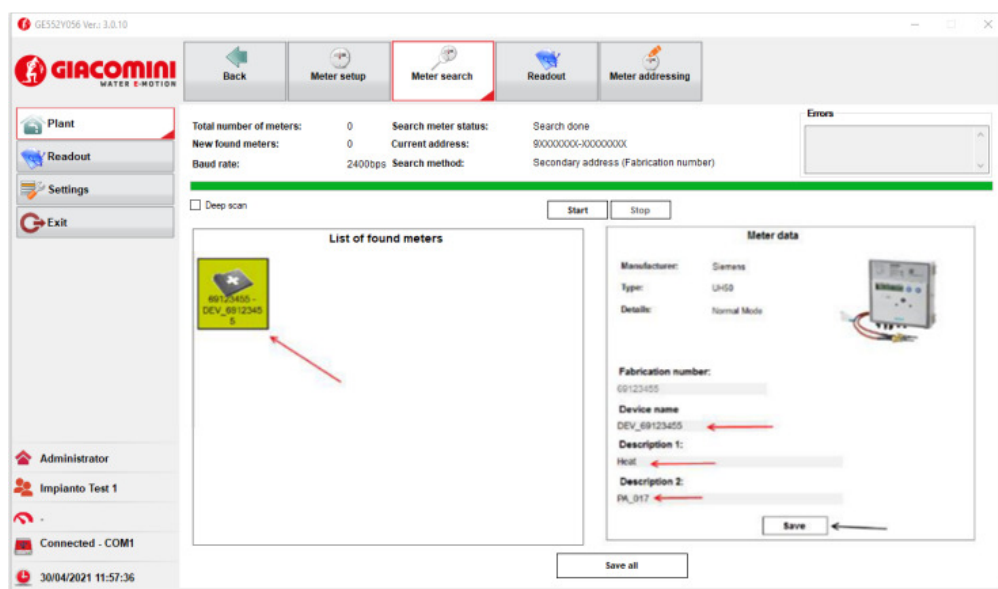 GE552Y056 Ver.: 3.0.10
GIACOMINI
WATER E-MOTION
Back
Meter setup
Meter search
Readout
Meter addressing
Plant
Readout
Settings
Exit
Total number of meters: 0 Search meter status: Search done
New found meters: 0 Current address: 9XXXXXXX-XXXXXXXX
Baud rate: 2400bps Search method: Secondary address (Fabrication number)
Errors
Deep scan
Start
Stop
List of found meters
69123455 -
DEV_6912345
5
Meter data
Manufacturer: Siemens
Type: UH50
Details: Normal Mode
Fabrication number:
69123455
Device name
DEV_69123455
Description 1:
Heat
Description 2:
PA_017
Save
Save all
Administrator
Impianto Test 1
-
Connected - COM1
30/04/2021 11:57:36